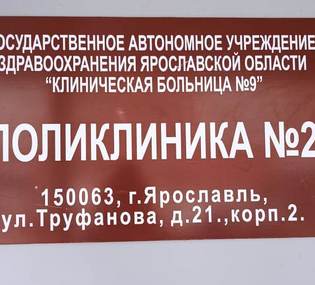 ОСУДАРСТВЕННОЕ АВТОНОМНОЕ УЧРЕЖДЕНИЕ
ЗДРАВООХРАНЕНИЯ ЯРОСЛАВСКОЙ ОБЛАСТИ
"КЛИНИЧЕСКАЯ БОЛЬНИЦА №9"
ПОЛИКЛИНИКА №2
150063, г.Ярославль,
ул.Труфанова, д.21.,корп.2.